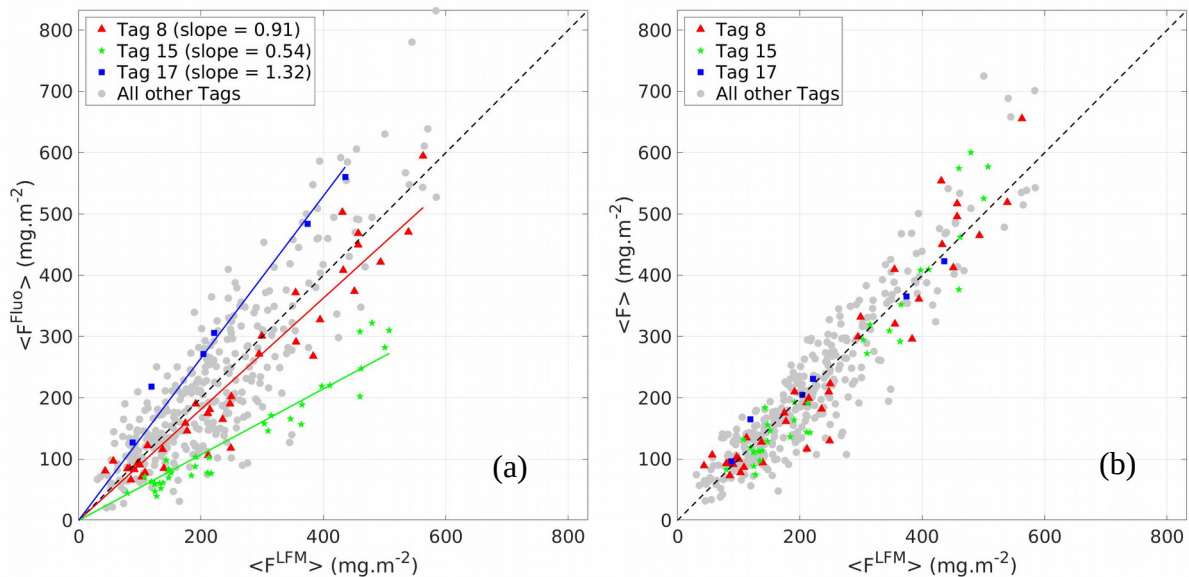 Tag 8 (slope = 0.91)
Tag 15 (slope = 0.54)
Tag 17 (slope = 1.32)
All other Tags
800
700
600
500
400
300
200
100
0
<F^Fluo> (mg.m^-2)
0 200 400 600 800
<F^LFM> (mg.m^-2)
(a)
Tag 8
Tag 15
Tag 17
All other Tags
800
700
600
500
400
300
200
100
0
<F> (mg.m^-2)
0 200 400 600 800
<F^LFM> (mg.m^-2)
(b)